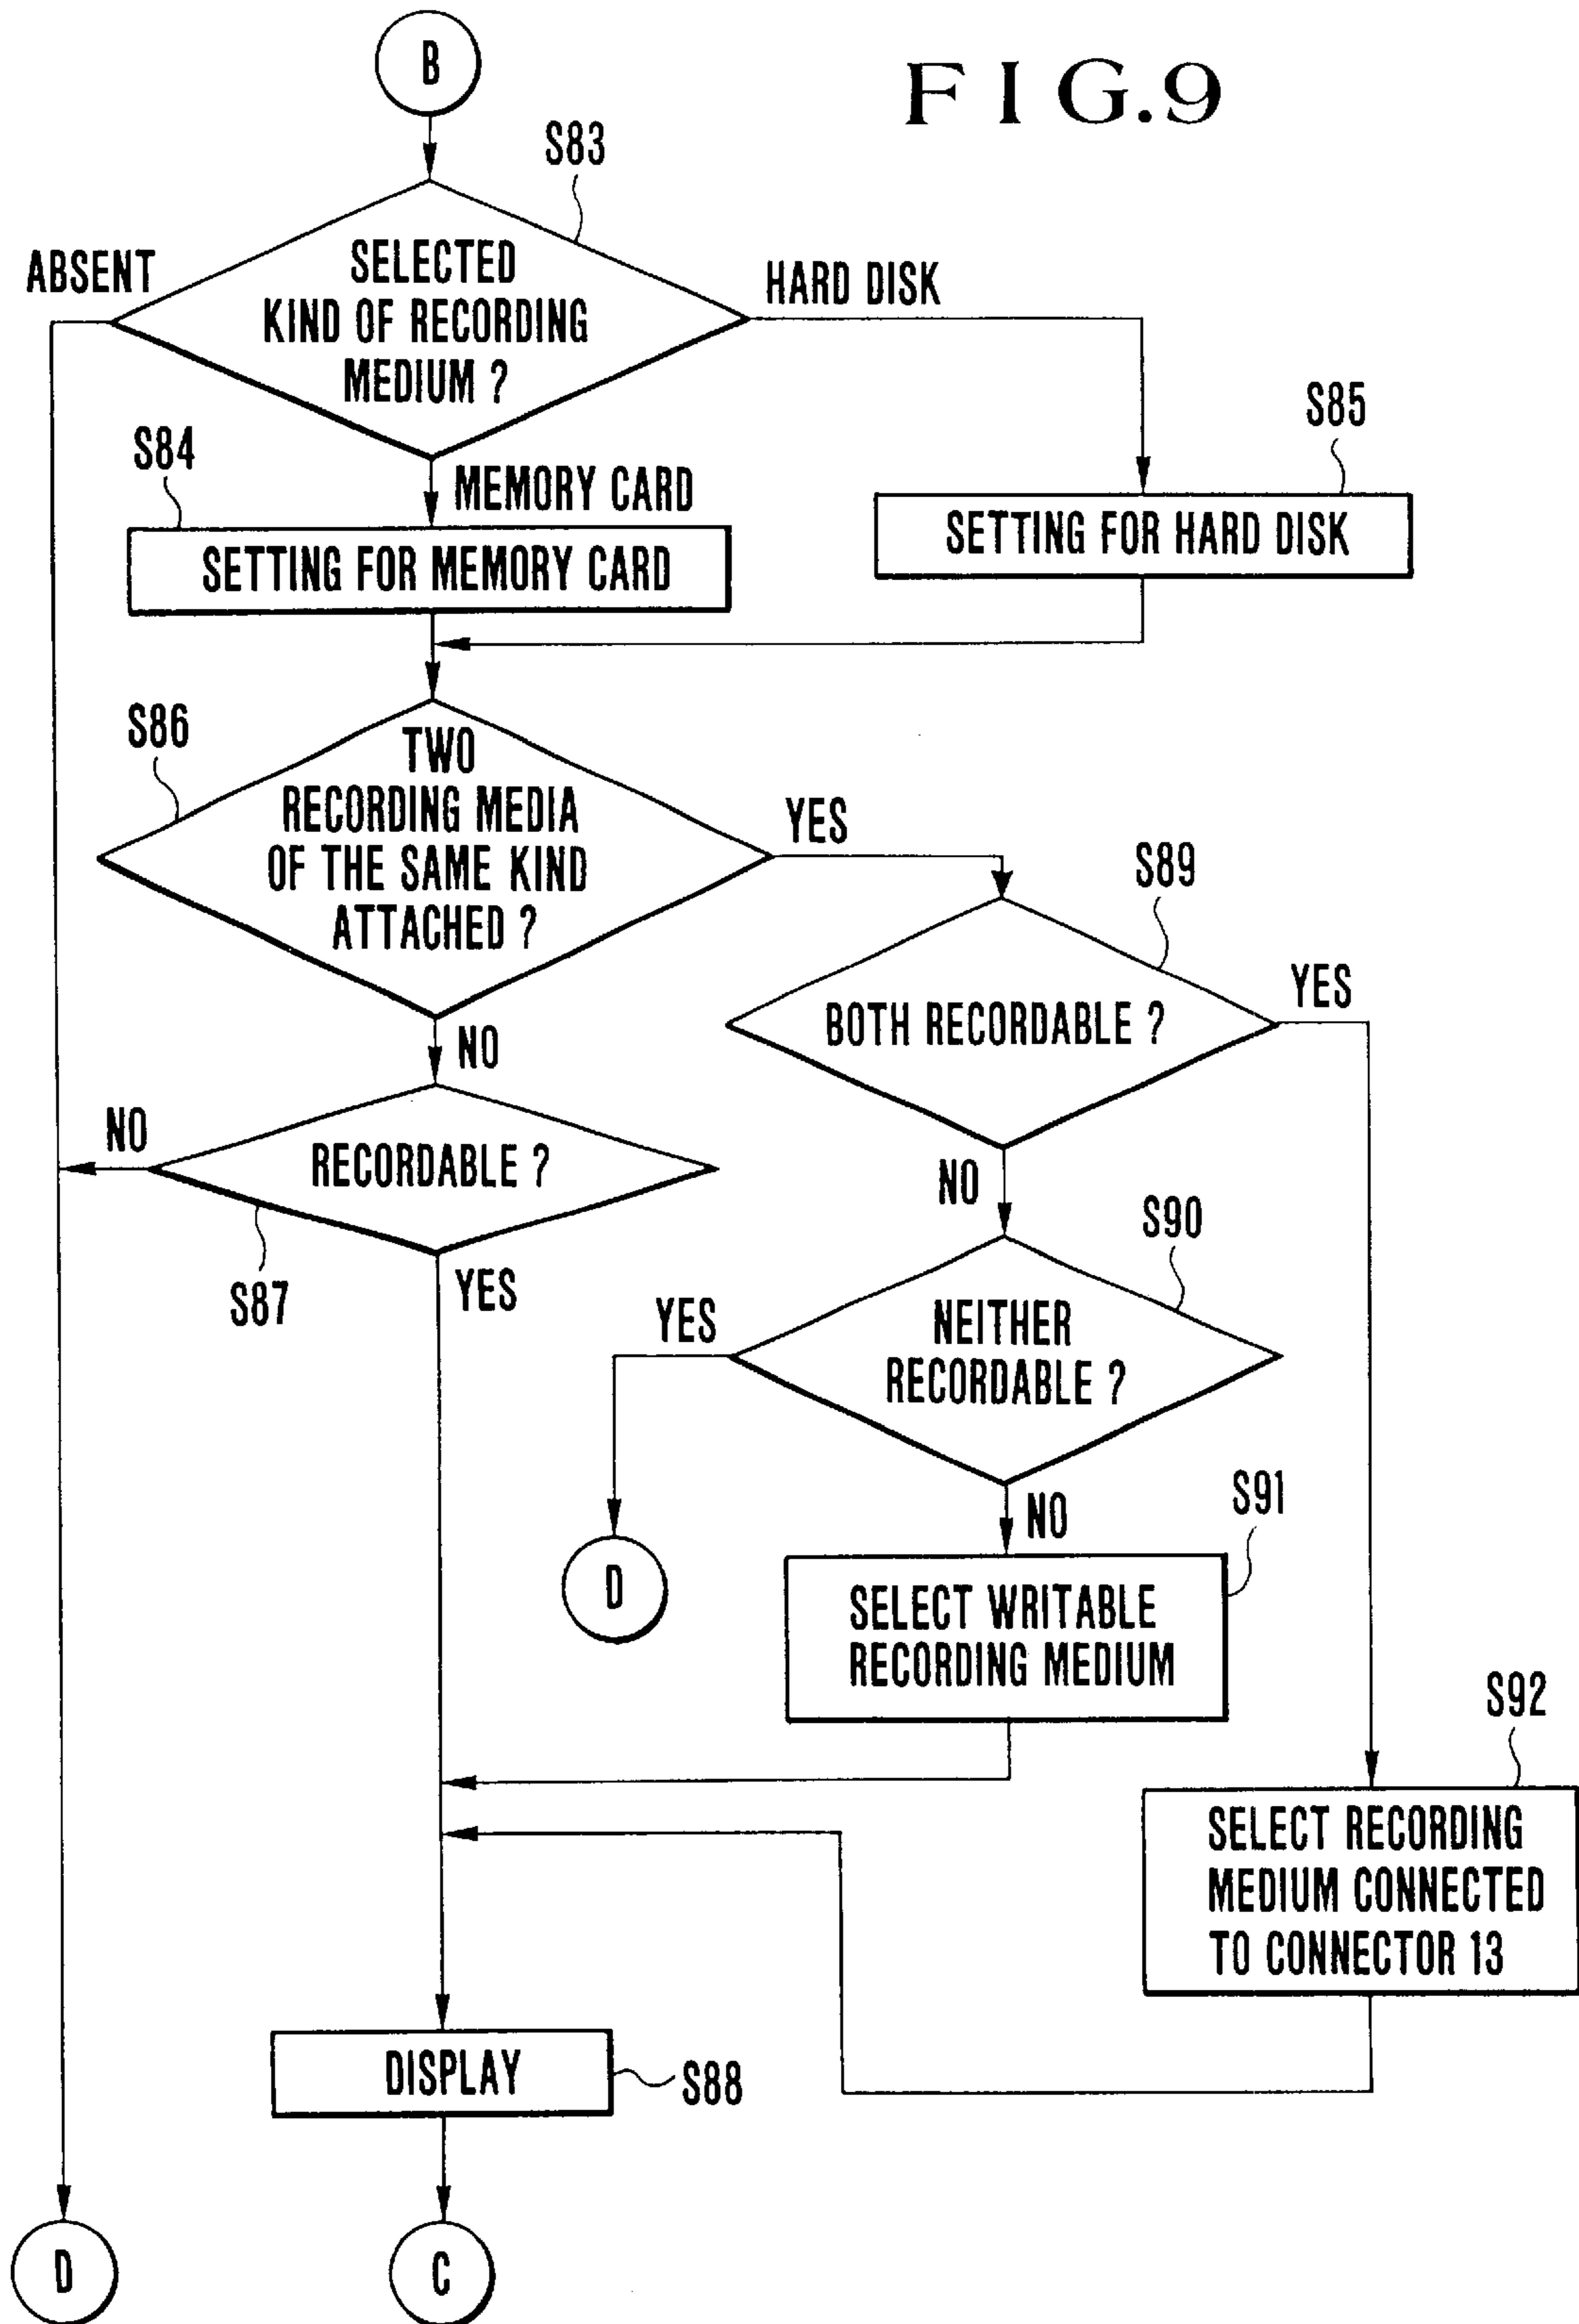 B
FIG.9
S83
ABSENT
SELECTED
KIND OF RECORDING
MEDIUM ?
HARD DISK
S84
MEMORY CARD
S85
SETTING FOR MEMORY CARD
SETTING FOR HARD DISK
S86
TWO
RECORDING MEDIA
OF THE SAME KIND
ATTACHED ?
YES
S89
BOTH RECORDABLE ?
YES
NO
NO
RECORDABLE ?
S87
YES
NO
S90
YES
NEITHER
RECORDABLE ?
NO
S91
D
SELECT WRITABLE
RECORDING MEDIUM
S92
SELECT RECORDING
MEDIUM CONNECTED
TO CONNECTOR 13
DISPLAY
S88
D
C